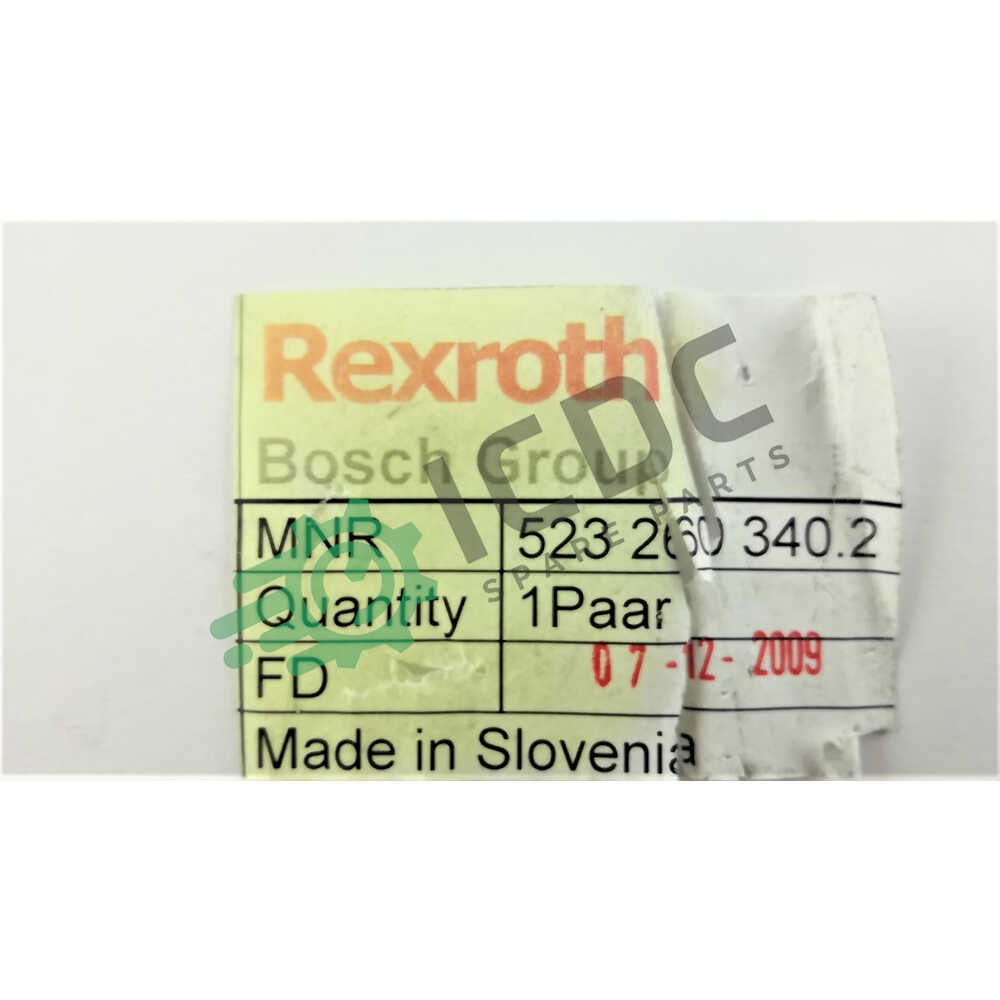 Rexroth
Bosch Group
MNR 523 260 340.2
Quantity 1Paar
FD 07-12-2009
Made in Slovenia
ICDC
SPARE PARTS